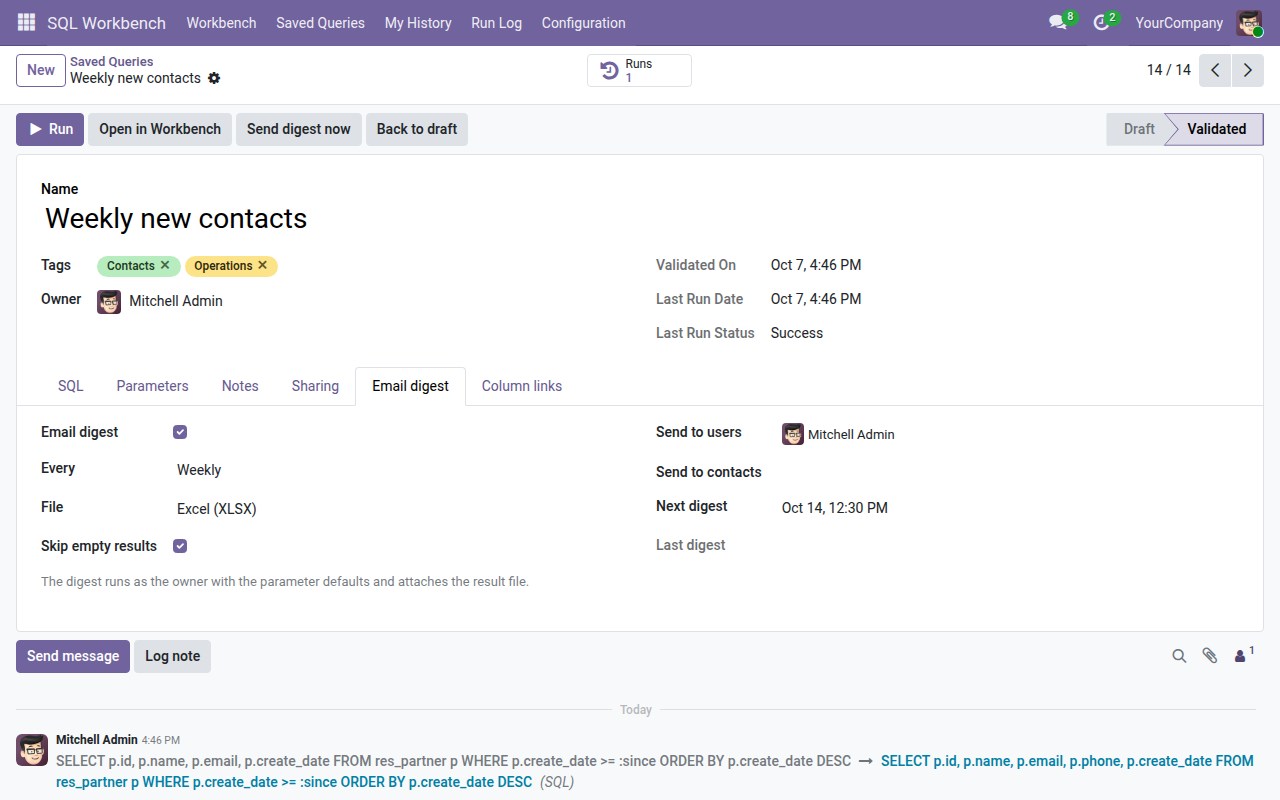 SQL Workbench Workbench Saved Queries My History Run Log Configuration 8 2 YourCompany
New Saved Queries
Weekly new contacts
Runs
1
14 / 14
Run Open in Workbench Send digest now Back to draft Draft Validated
Name
Weekly new contacts
Tags Contacts ✕ Operations ✕
Owner Mitchell Admin
Validated On Oct 7, 4:46 PM
Last Run Date Oct 7, 4:46 PM
Last Run Status Success
SQL Parameters Notes Sharing Email digest Column links
Email digest
Every Weekly
File Excel (XLSX)
Skip empty results
The digest runs as the owner with the parameter defaults and attaches the result file.
Send to users Mitchell Admin
Send to contacts
Next digest Oct 14, 12:30 PM
Last digest
Send message Log note 1
Today
Mitchell Admin 4:46 PM
SELECT p.id, p.name, p.email, p.create_date FROM res_partner p WHERE p.create_date >= :since ORDER BY p.create_date DESC → SELECT p.id, p.name, p.email, p.phone, p.create_date FROM
res_partner p WHERE p.create_date >= :since ORDER BY p.create_date DESC (SQL)